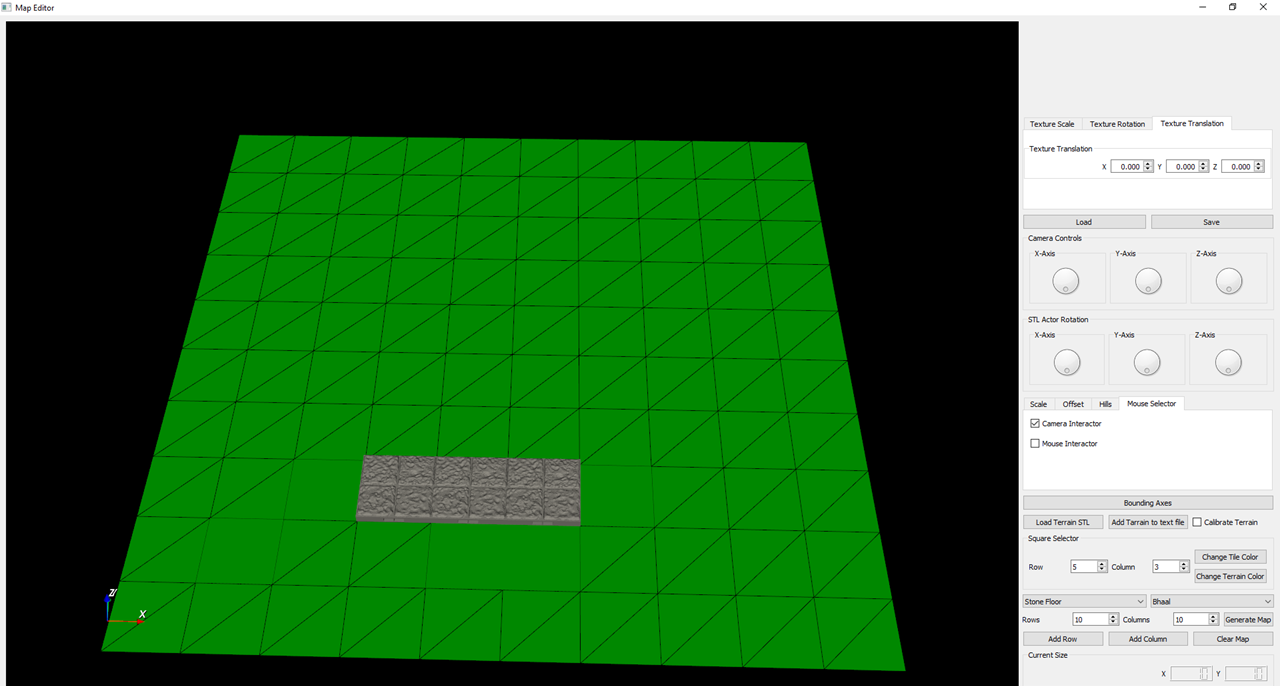 Map Editor
Texture Scale Texture Rotation Texture Translation
Texture Translation
X 0.000 Y 0.000 Z 0.000
Load Save
Camera Controls
X-Axis Y-Axis Z-Axis
STL Actor Rotation
X-Axis Y-Axis Z-Axis
Scale Offset Hills Mouse Selector
Camera Interactor
Mouse Interactor
Bounding Axes
Load Terrain STL Add Tarrain to text file Calibrate Terrain
Square Selector
Change Tile Color
Row 5 Column 3
Change Terrain Color
Stone Floor Bhaal
Rows 10 Columns 10 Generate Map
Add Row Add Column Clear Map
Current Size
X 0 Y 0
X